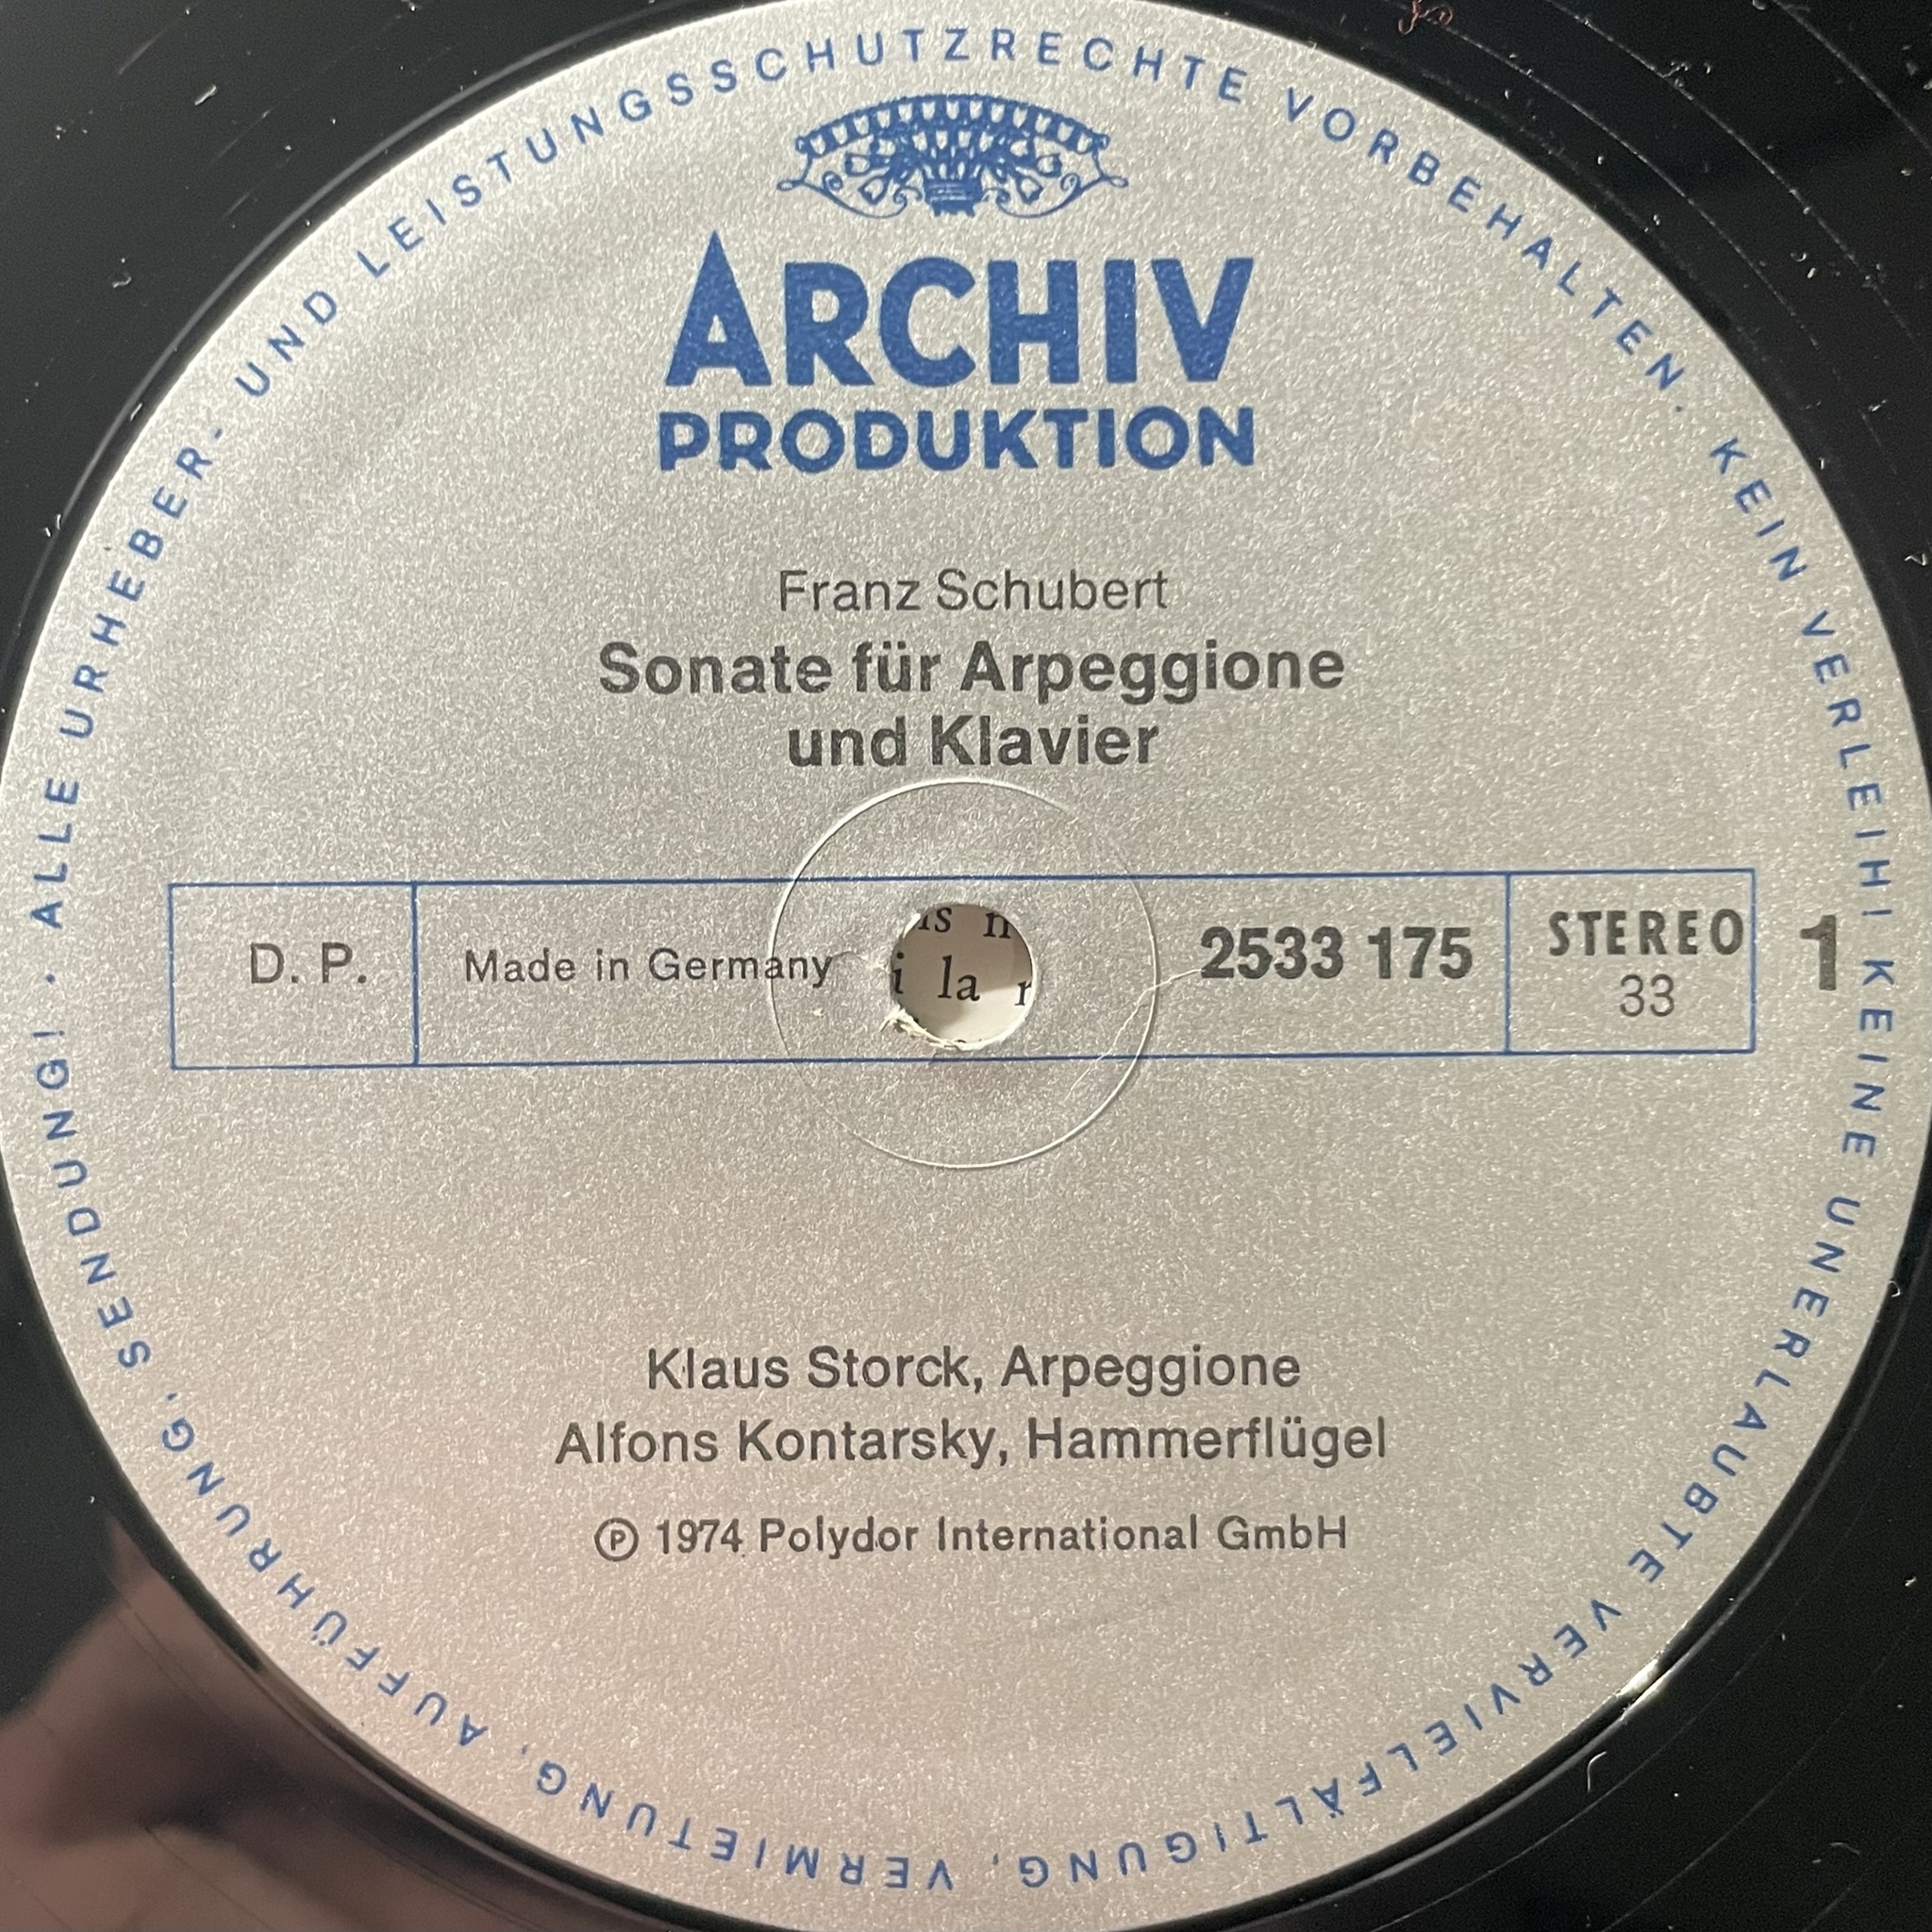 ALLE URHEBER- UND LEISTUNGSSCHUTZRECHTE VORBEHALTEN. KEIN VERLEIH! KEINE UNERLAUBTE VERVIELFÄLTIGUNG, VERMIETUNG, AUFFÜHRUNG, SENDUNG!
ARCHIV
PRODUKTION
Franz Schubert
Sonate für Arpeggione
und Klavier
D. P.
Made in Germany
2533 175
STEREO
33
1
la
Klaus Storck, Arpeggione
Alfons Kontarsky, Hammerflügel
℗ 1974 Polydor International GmbH